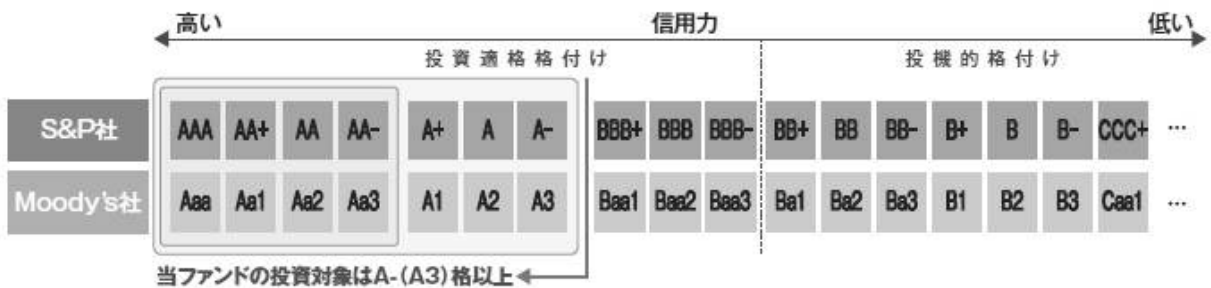 高い 信用力 低い
投資適格格付け 投機的格付け
S&P社 AAA AA+ AA AA- A+ A A- BBB+ BBB BBB- BB+ BB BB- B+ B B- CCC+ …
Moody's社 Aaa Aa1 Aa2 Aa3 A1 A2 A3 Baa1 Baa2 Baa3 Ba1 Ba2 Ba3 B1 B2 B3 Caa1 …
当ファンドの投資対象はA-(A3)格以上